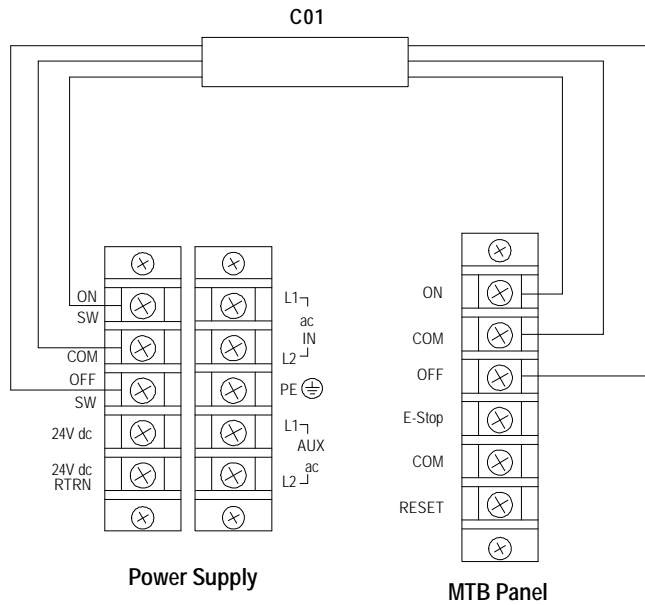 C01
ON
SW
COM
OFF
SW
24V dc
24V dc
RTRN
L1
ac
IN
L2
PE
L1
AUX
ac
L2
Power Supply
ON
COM
OFF
E-Stop
COM
RESET
MTB Panel